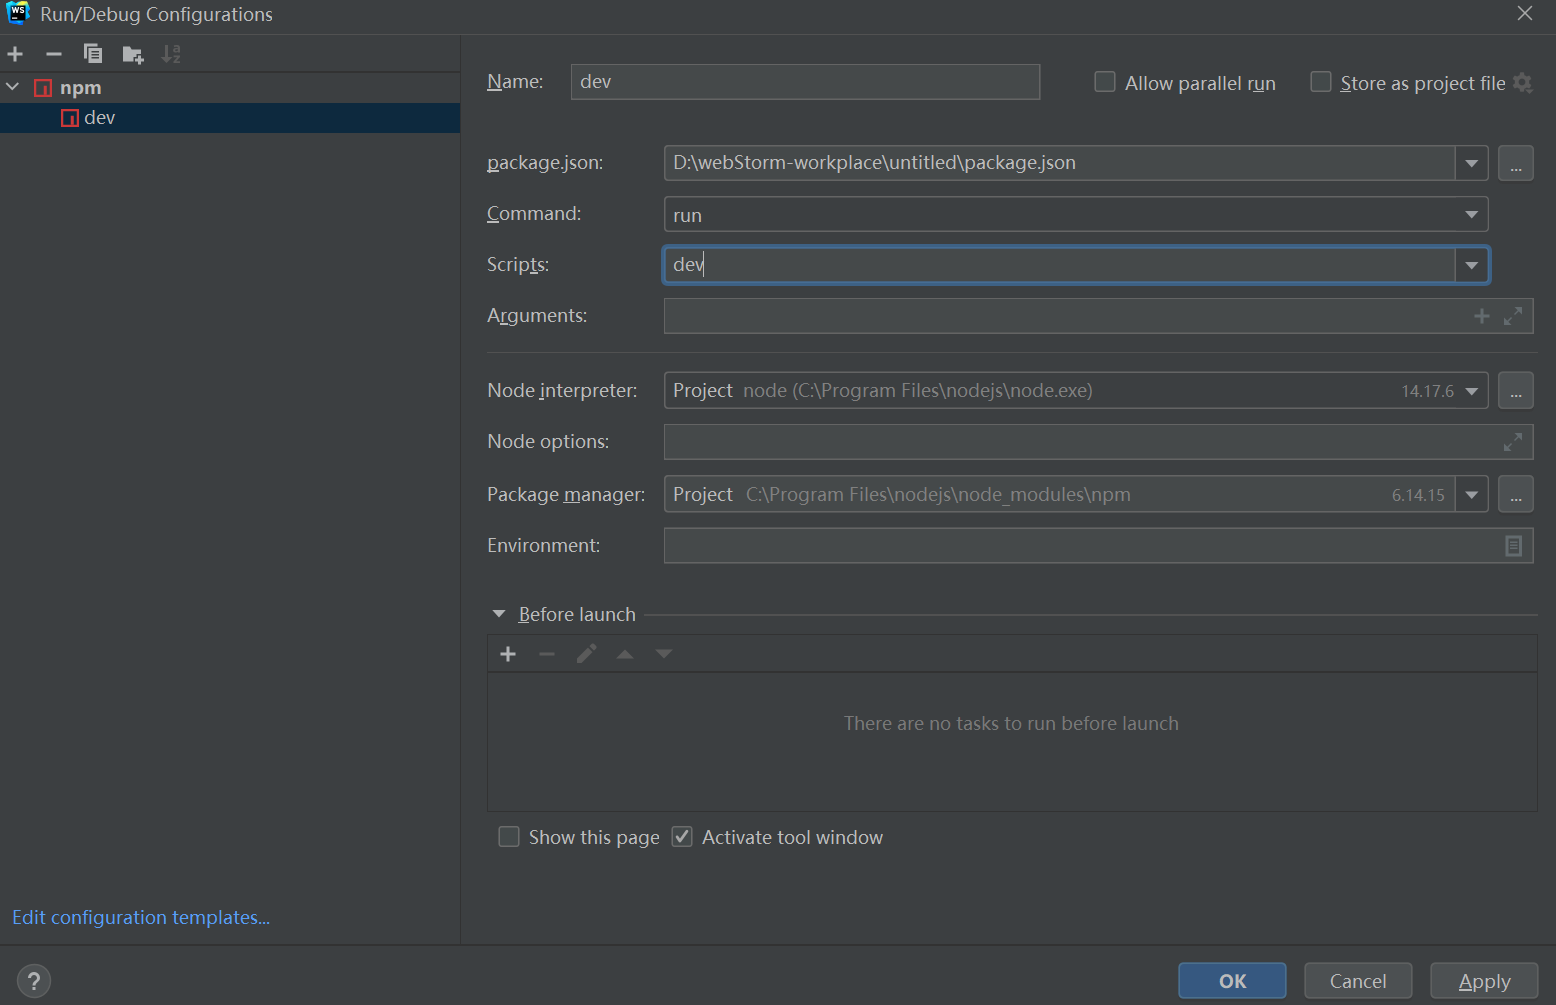 WS
Run/Debug Configurations
npm
dev
Name:
dev
Allow parallel run
Store as project file
package.json:
D:\webStorm-workplace\untitled\package.json
...
Command:
run
Scripts:
dev
Arguments:
Node interpreter:
Project node (C:\Program Files\nodejs\node.exe)
14.17.6
...
Node options:
Package manager:
Project C:\Program Files\nodejs\node_modules\npm
6.14.15
...
Environment:
Before launch
There are no tasks to run before launch
Show this page
Activate tool window
Edit configuration templates...
?
OK
Cancel
Apply